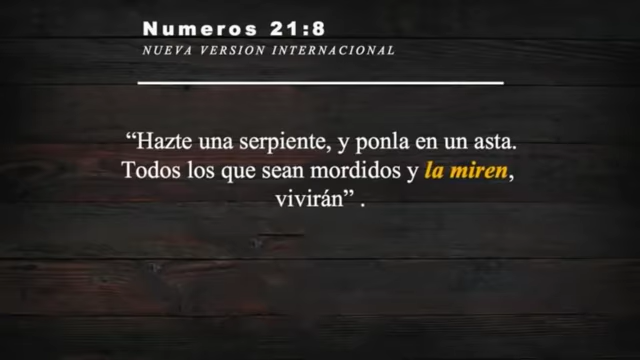 Numeros 21:8
NUEVA VERSION INTERNACIONAL
“Hazte una serpiente, y ponla en un asta.
Todos los que sean mordidos y la miren,
vivirán” .